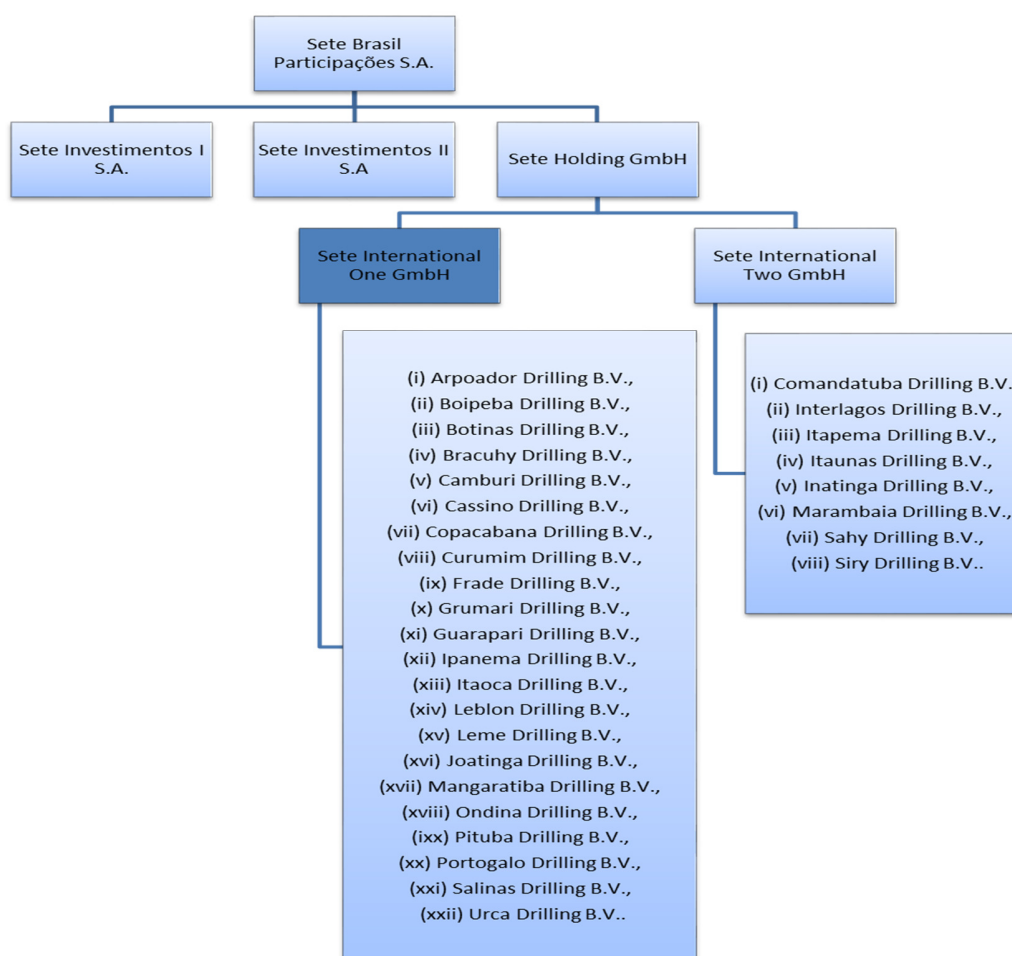 Sete Brasil
Participações S.A.
Sete Investimentos I
S.A.
Sete Investimentos II
S.A
Sete Holding GmbH
Sete International
One GmbH
Sete International
Two GmbH
(i) Arpoador Drilling B.V.,
(ii) Boipeba Drilling B.V.,
(iii) Botinas Drilling B.V.,
(iv) Bracuhy Drilling B.V.,
(v) Camburi Drilling B.V.,
(vi) Cassino Drilling B.V.,
(vii) Copacabana Drilling B.V.,
(viii) Curumim Drilling B.V.,
(ix) Frade Drilling B.V.,
(x) Grumari Drilling B.V.,
(xi) Guarapari Drilling B.V.,
(xii) Ipanema Drilling B.V.,
(xiii) Itaoca Drilling B.V.,
(xiv) Leblon Drilling B.V.,
(xv) Leme Drilling B.V.,
(xvi) Joatinga Drilling B.V.,
(xvii) Mangaratiba Drilling B.V.,
(xviii) Ondina Drilling B.V.,
(ixx) Pituba Drilling B.V.,
(xx) Portogalo Drilling B.V.,
(xxi) Salinas Drilling B.V.,
(xxii) Urca Drilling B.V..
(i) Comandatuba Drilling B.V.
(ii) Interlagos Drilling B.V.,
(iii) Itapema Drilling B.V.,
(iv) Itaunas Drilling B.V.,
(v) Inatinga Drilling B.V.,
(vi) Marambaia Drilling B.V.,
(vii) Sahy Drilling B.V.,
(viii) Siry Drilling B.V..